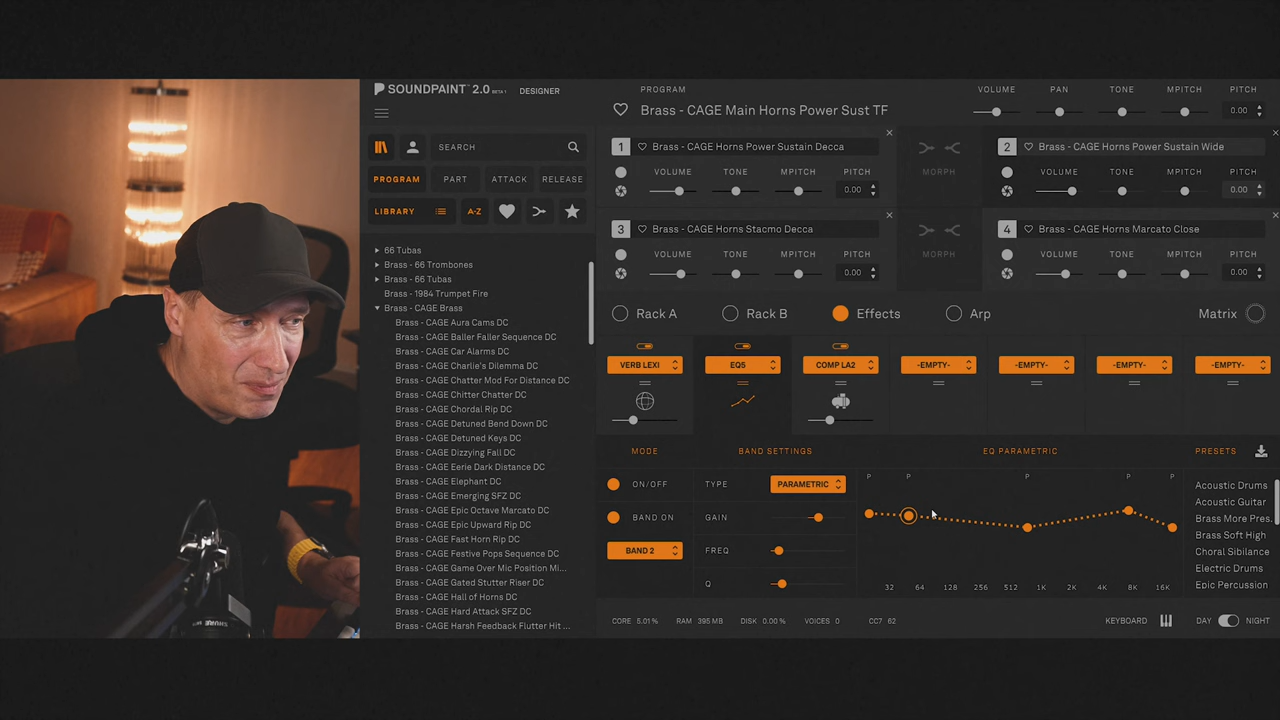 SOUNDPAINT 2.0 BETA 1 DESIGNER
PROGRAM
Brass - CAGE Main Horns Power Sust TF
VOLUME PAN TONE MPITCH PITCH
0.00
SEARCH
PROGRAM PART ATTACK RELEASE
LIBRARY A-Z
66 Tubas
Brass - 66 Trombones
Brass - 66 Tubas
Brass - 1984 Trumpet Fire
Brass - CAGE Brass
Brass - CAGE Aura Cams DC
Brass - CAGE Baller Faller Sequence DC
Brass - CAGE Car Alarms DC
Brass - CAGE Charlie's Dilemma DC
Brass - CAGE Chatter Mod For Distance DC
Brass - CAGE Chitter Chatter DC
Brass - CAGE Chordal Rip DC
Brass - CAGE Detuned Bend Down DC
Brass - CAGE Detuned Keys DC
Brass - CAGE Dizzying Fall DC
Brass - CAGE Eerie Dark Distance DC
Brass - CAGE Elephant DC
Brass - CAGE Emerging SFZ DC
Brass - CAGE Epic Octave Marcato DC
Brass - CAGE Epic Upward Rip DC
Brass - CAGE Fast Horn Rip DC
Brass - CAGE Festive Pops Sequence DC
Brass - CAGE Game Over Mic Position Mi...
Brass - CAGE Gated Stutter Riser DC
Brass - CAGE Hall of Horns DC
Brass - CAGE Hard Attack SFZ DC
Brass - CAGE Harsh Feedback Flutter Hit ...
1 Brass - CAGE Horns Power Sustain Decca
VOLUME TONE MPITCH PITCH
0.00
MORPH
2 Brass - CAGE Horns Power Sustain Wide
VOLUME TONE MPITCH PITCH
0.00
3 Brass - CAGE Horns Stacmo Decca
VOLUME TONE MPITCH PITCH
0.00
MORPH
4 Brass - CAGE Horns Marcato Close
VOLUME TONE MPITCH PITCH
0.00
Rack A Rack B Effects Arp Matrix
VERB LEXI EQ5 COMP LA2 -EMPTY- -EMPTY- -EMPTY- -EMPTY-
MODE BAND SETTINGS EQ PARAMETRIC PRESETS
ON/OFF
BAND ON
BAND 2
TYPE PARAMETRIC
GAIN
FREQ
Q
P P P P P
32 64 128 256 512 1K 2K 4K 8K 16K
Acoustic Drums
Acoustic Guitar
Brass More Pres.
Brass Soft High
Choral Sibilance
Electric Drums
Epic Percussion
CORE 5.01 % RAM 395 MB DISK 0.00 % VOICES 0 CC7 62
KEYBOARD DAY NIGHT